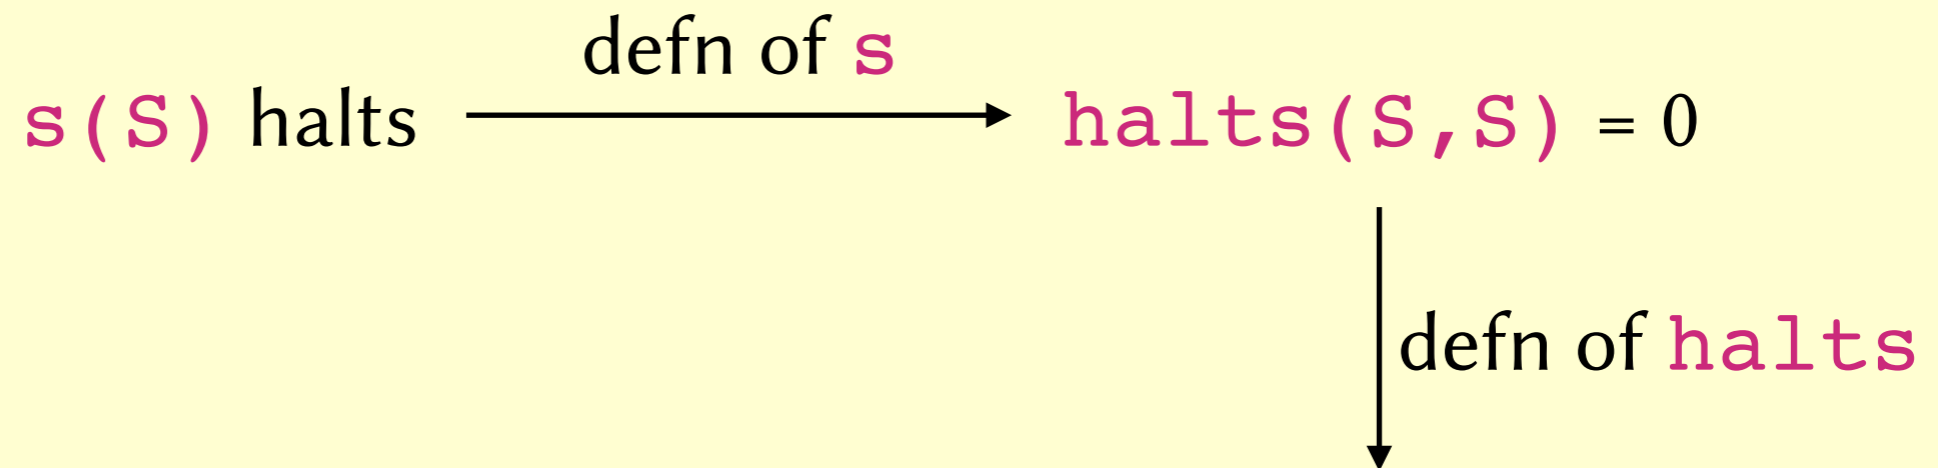 defn of s
s(S) halts
halts(S,S) = 0
defn of halts